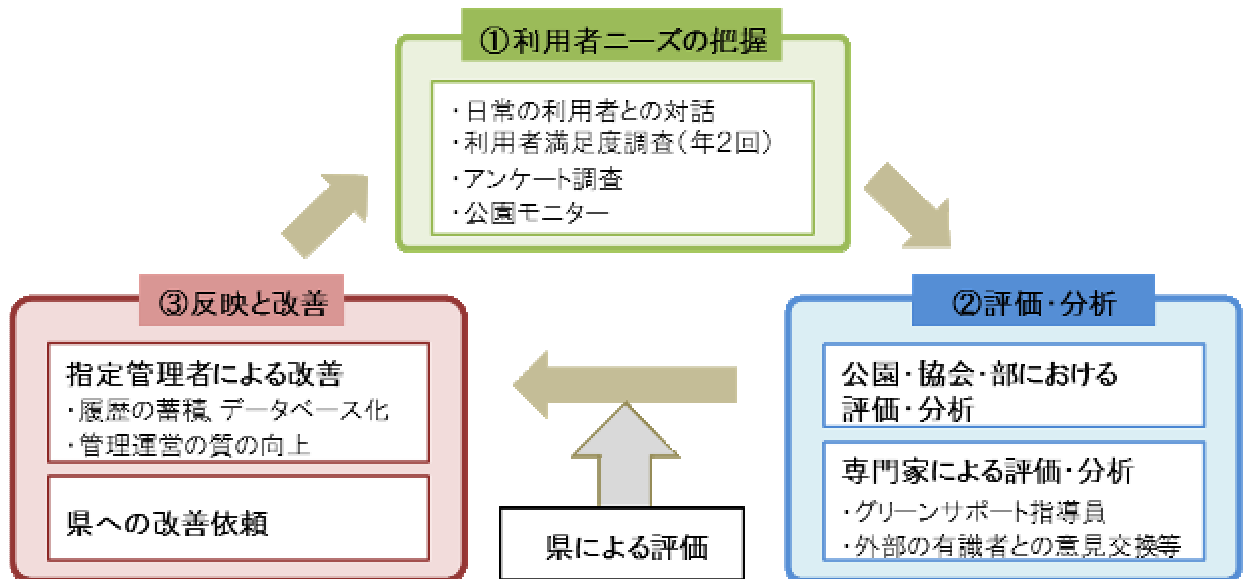 ①利用者ニーズの把握
・日常の利用者との対話
・利用者満足度調査(年2回)
・アンケート調査
・公園モニター
②評価・分析
公園・協会・部における
評価・分析
専門家による評価・分析
・グリーンサポート指導員
・外部の有識者との意見交換等
③反映と改善
指定管理者による改善
・履歴の蓄積、データベース化
・管理運営の質の向上
県への改善依頼
県による評価